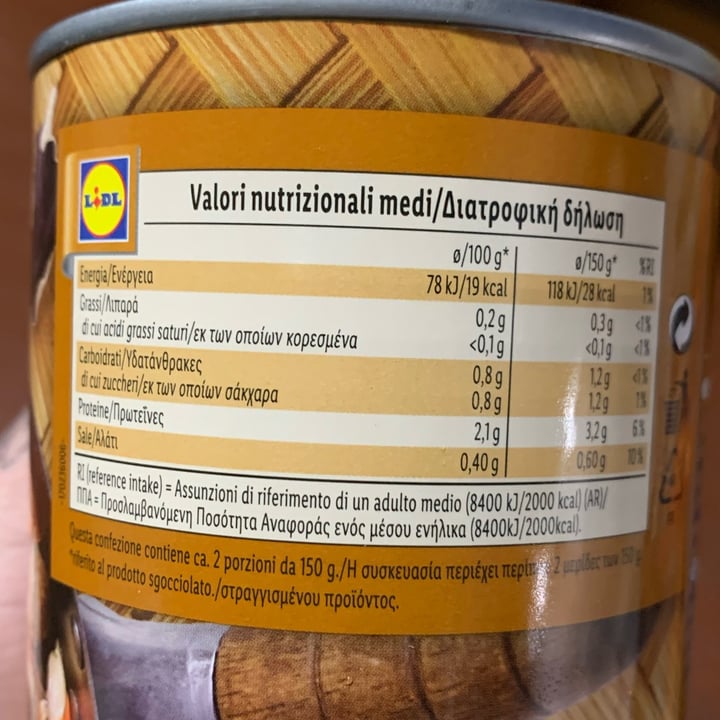 LIDL
Valori nutrizionali medi/Διατροφική δήλωση
ø/100 g* ø/150 g* %RI
Energia/Ενέργεια 78 kJ/19 kcal 118 kJ/28 kcal 1%
Grassi/Λιπαρά 0,2 g 0,3 g <1%
di cui acidi grassi saturi/εκ των οποίων κορεσμένα <0,1 g <0,1 g <1%
Carboidrati/Υδατάνθρακες 0,8 g 1,2 g <1%
di cui zuccheri/εκ των οποίων σάκχαρα 0,8 g 1,2 g 1%
Proteine/Πρωτεΐνες 2,1 g 3,2 g 6%
Sale/Αλάτι 0,40 g 0,60 g 10%
RI (reference intake) = Assunzioni di riferimento di un adulto medio (8400 kJ/2000 kcal) (AR)/
ΠΠΑ = Προσλαμβανόμενη Ποσότητα Αναφοράς ενός μέσου ενήλικα (8400kJ/2000kcal).
Questa confezione contiene ca. 2 porzioni da 150 g./Η συσκευασία περιέχει περίπου 2 μερίδες των 150 g
*riferito al prodotto sgocciolato./στραγγισμένου προϊόντος.